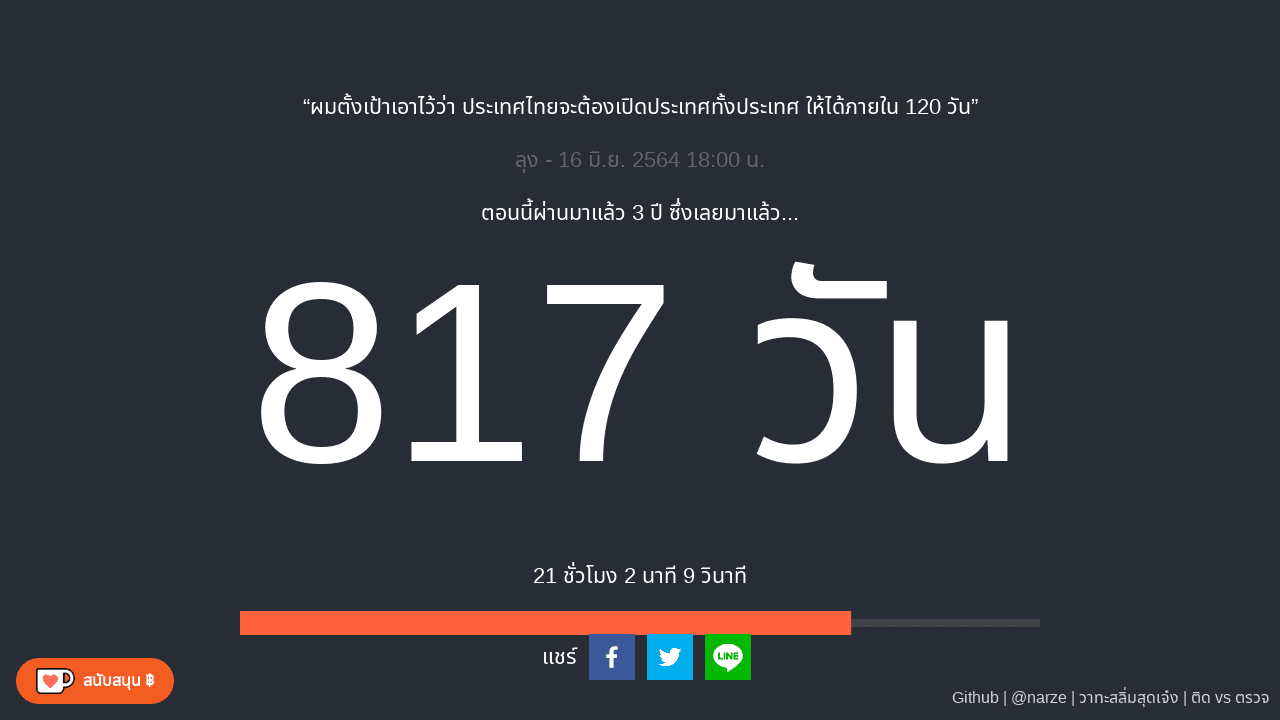 “ผมตั้งเป้าเอาไว้ว่า ประเทศไทยจะต้องเปิดประเทศทั้งประเทศ ให้ได้ภายใน 120 วัน”
ลุง - 16 มิ.ย. 2564 18:00 น.
ตอนนี้ผ่านมาแล้ว 3 ปี ซึ่งเลยมาแล้ว...
817 วัน
21 ชั่วโมง 2 นาที 9 วินาที
แชร์
LINE
สนับสนุน ฿
Github | @narze | วาทะสลิ่มสุดเจ๋ง | ติด vs ตรวจ